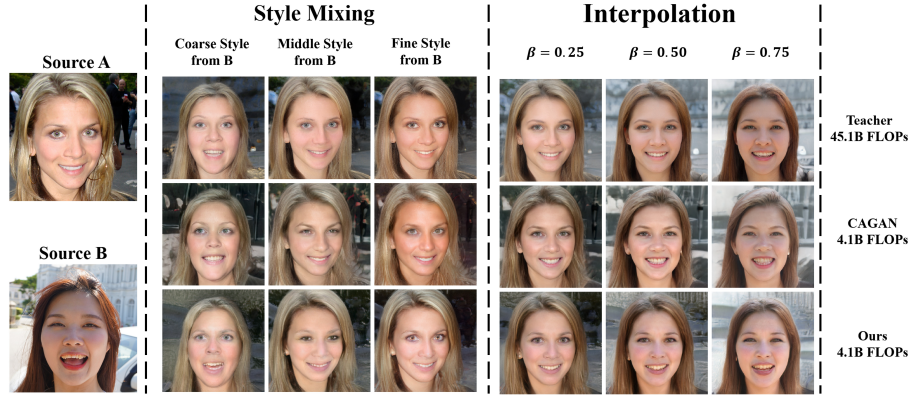 Style Mixing
Interpolation
Coarse Style
from B
Middle Style
from B
Fine Style
from B
β = 0.25
β = 0.50
β = 0.75
Source A
Source B
Teacher
45.1B FLOPs
CAGAN
4.1B FLOPs
Ours
4.1B FLOPs